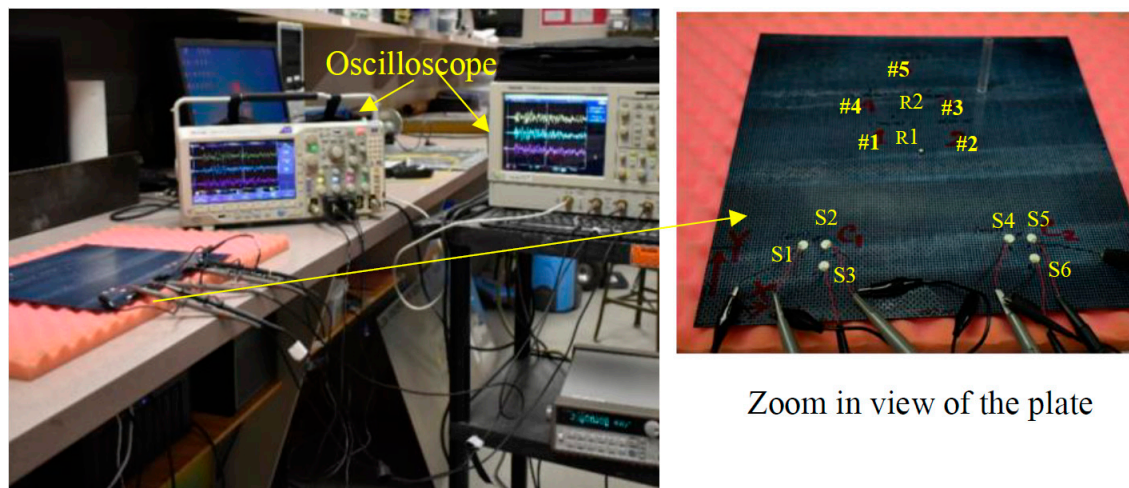 Oscilloscope
#5
#4
R2
#3
#1
R1
#2
S2
C1
S4
S5
S1
S3
S6
Y
X
Zoom in view of the plate